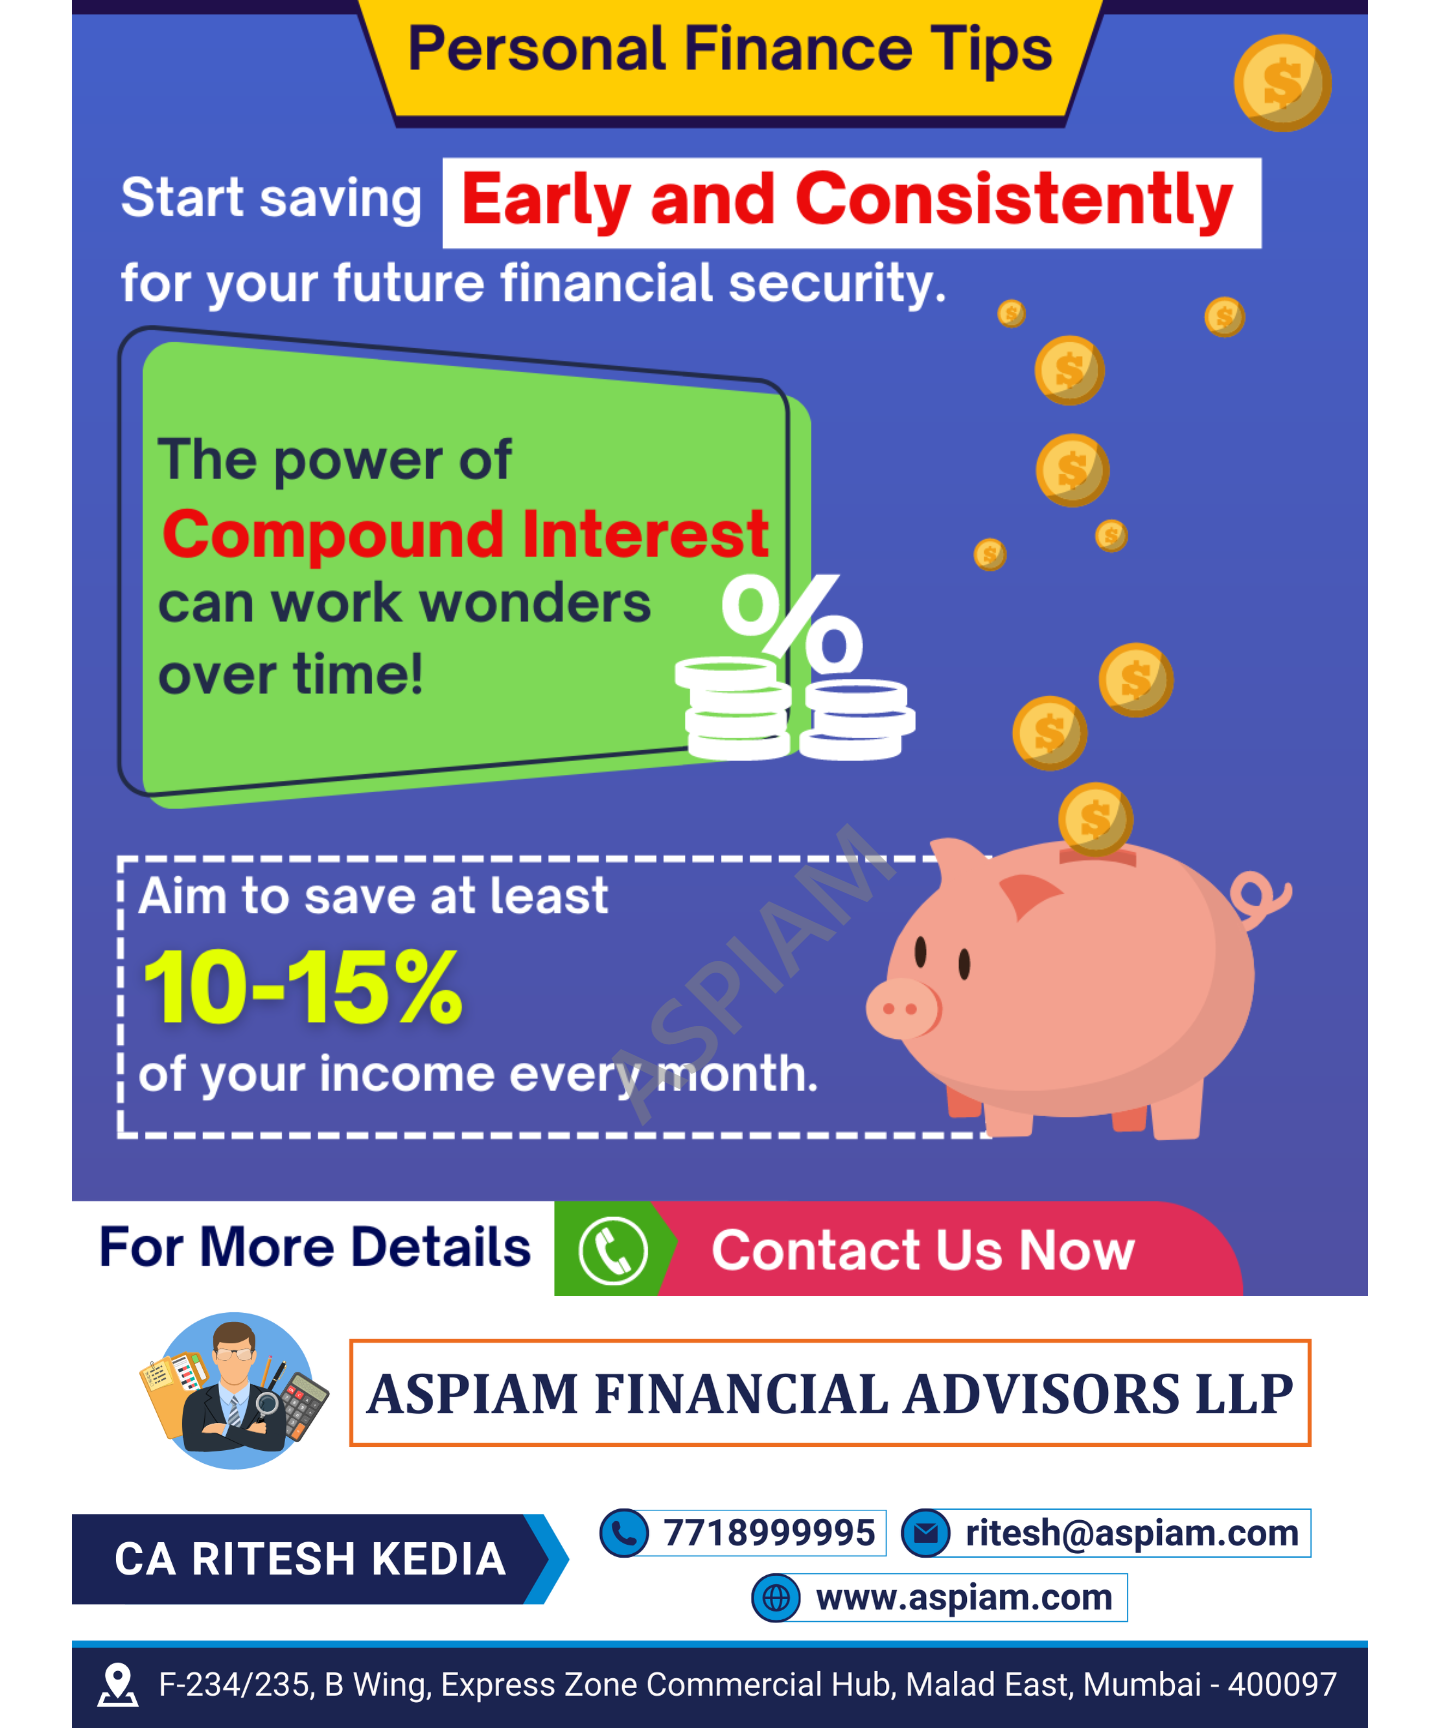 Personal Finance Tips
Start saving Early and Consistently
for your future financial security.
The power of
Compound Interest
can work wonders
over time!
%
Aim to save at least
10-15%
of your income every month.
ASPIAM
For More Details
Contact Us Now
ASPIAM FINANCIAL ADVISORS LLP
CA RITESH KEDIA
7718999995
ritesh@aspiam.com
www.aspiam.com
F-234/235, B Wing, Express Zone Commercial Hub, Malad East, Mumbai - 400097